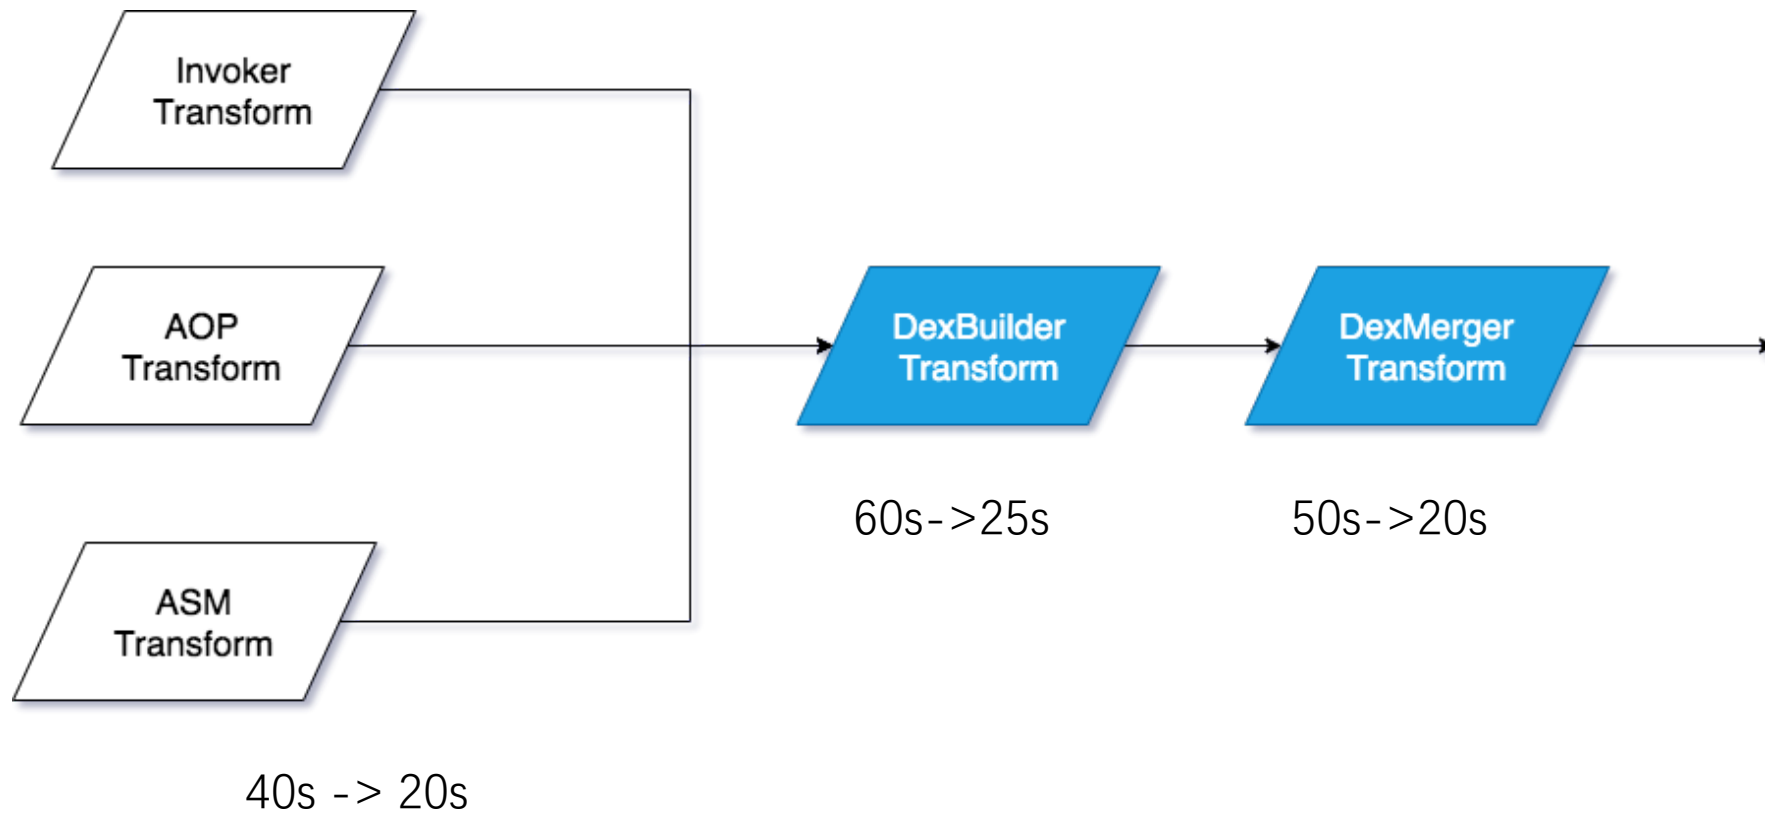 Invoker
Transform
AOP
Transform
DexBuilder
Transform
DexMerger
Transform
60s->25s
50s->20s
ASM
Transform
40s -> 20s